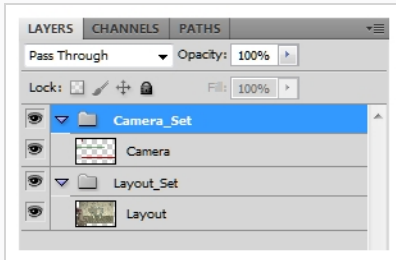 LAYERS CHANNELS PATHS
Pass Through Opacity: 100%
Lock: Fill: 100%
Camera_Set
Camera
Layout_Set
Layout